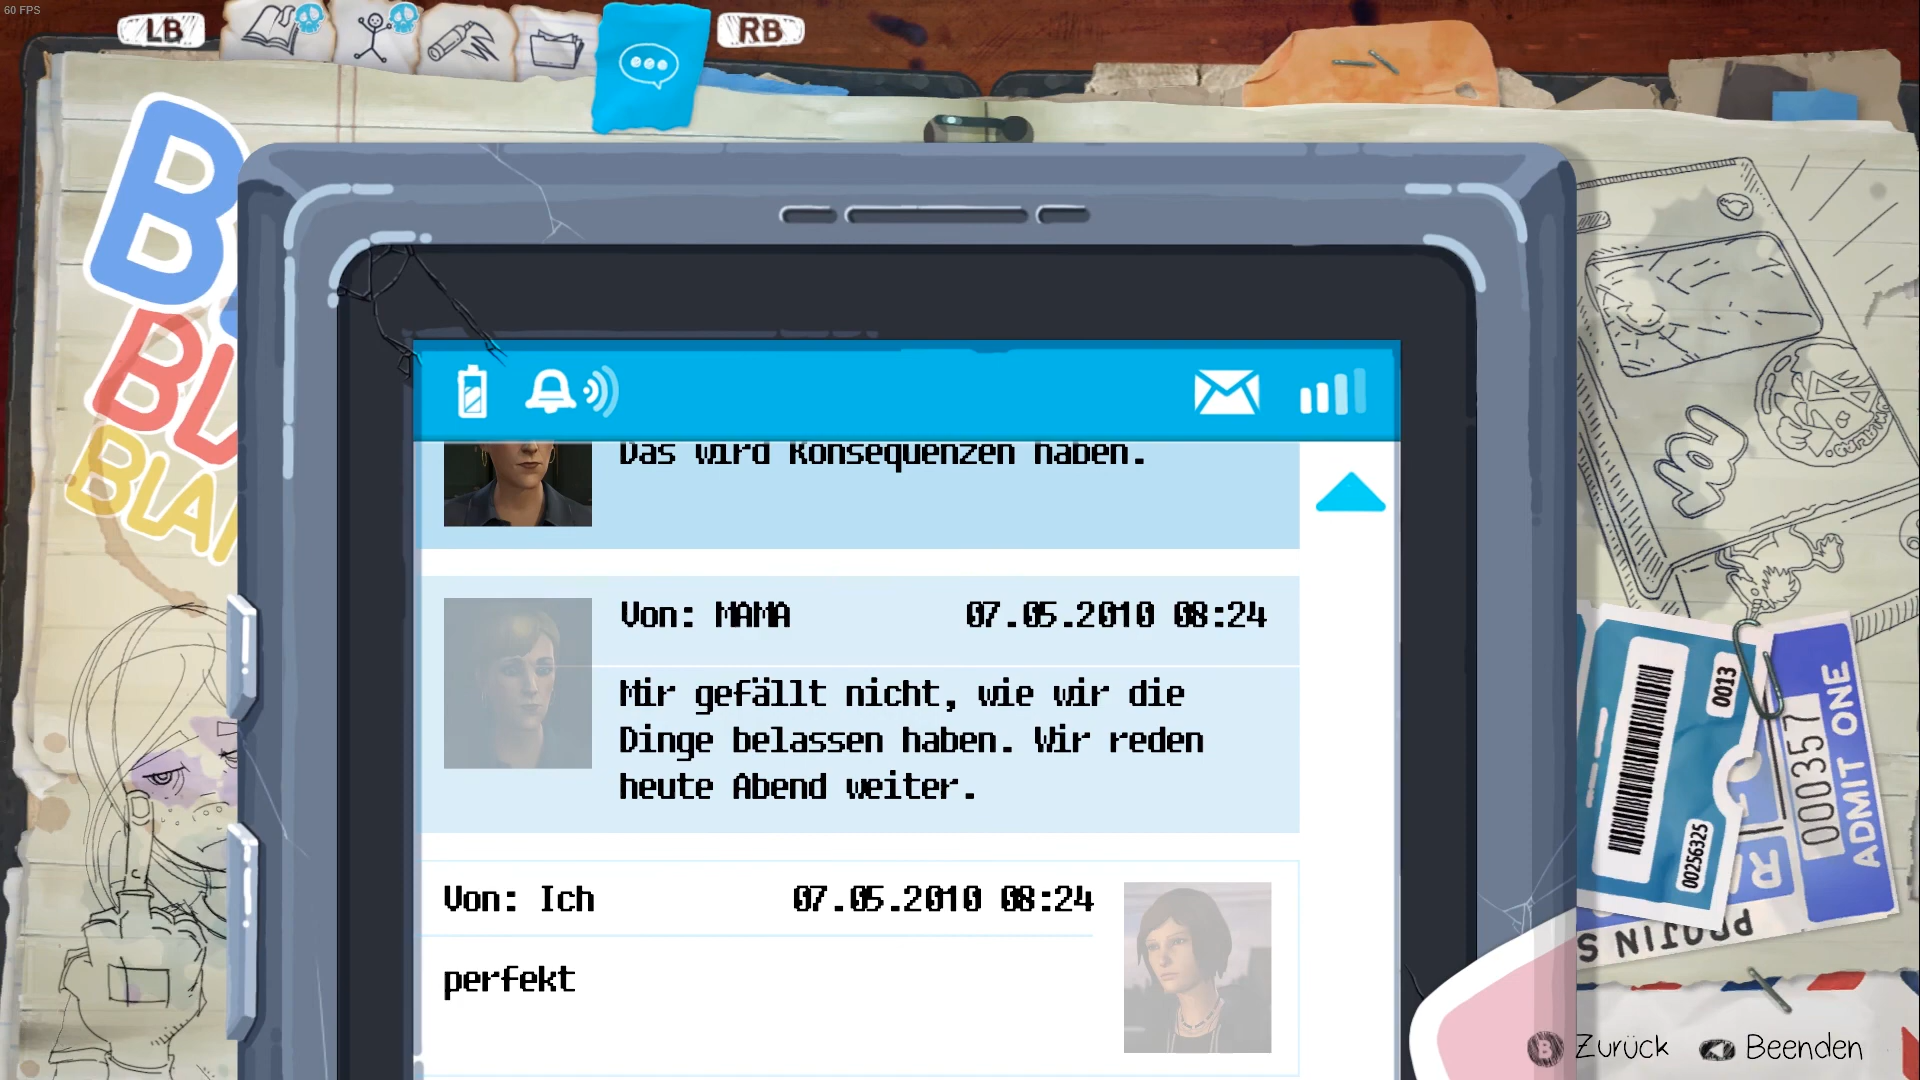 60 FPS
LB
RB
BLA
Das wird Konsequenzen haben.
Von: MAMA 07.05.2010 08:24
Mir gefällt nicht, wie wir die
Dinge belassen haben. Wir reden
heute Abend weiter.
Von: Ich 07.05.2010 08:24
perfekt
0013
00256325
000357
ADMIT ONE
B Zurück
Beenden